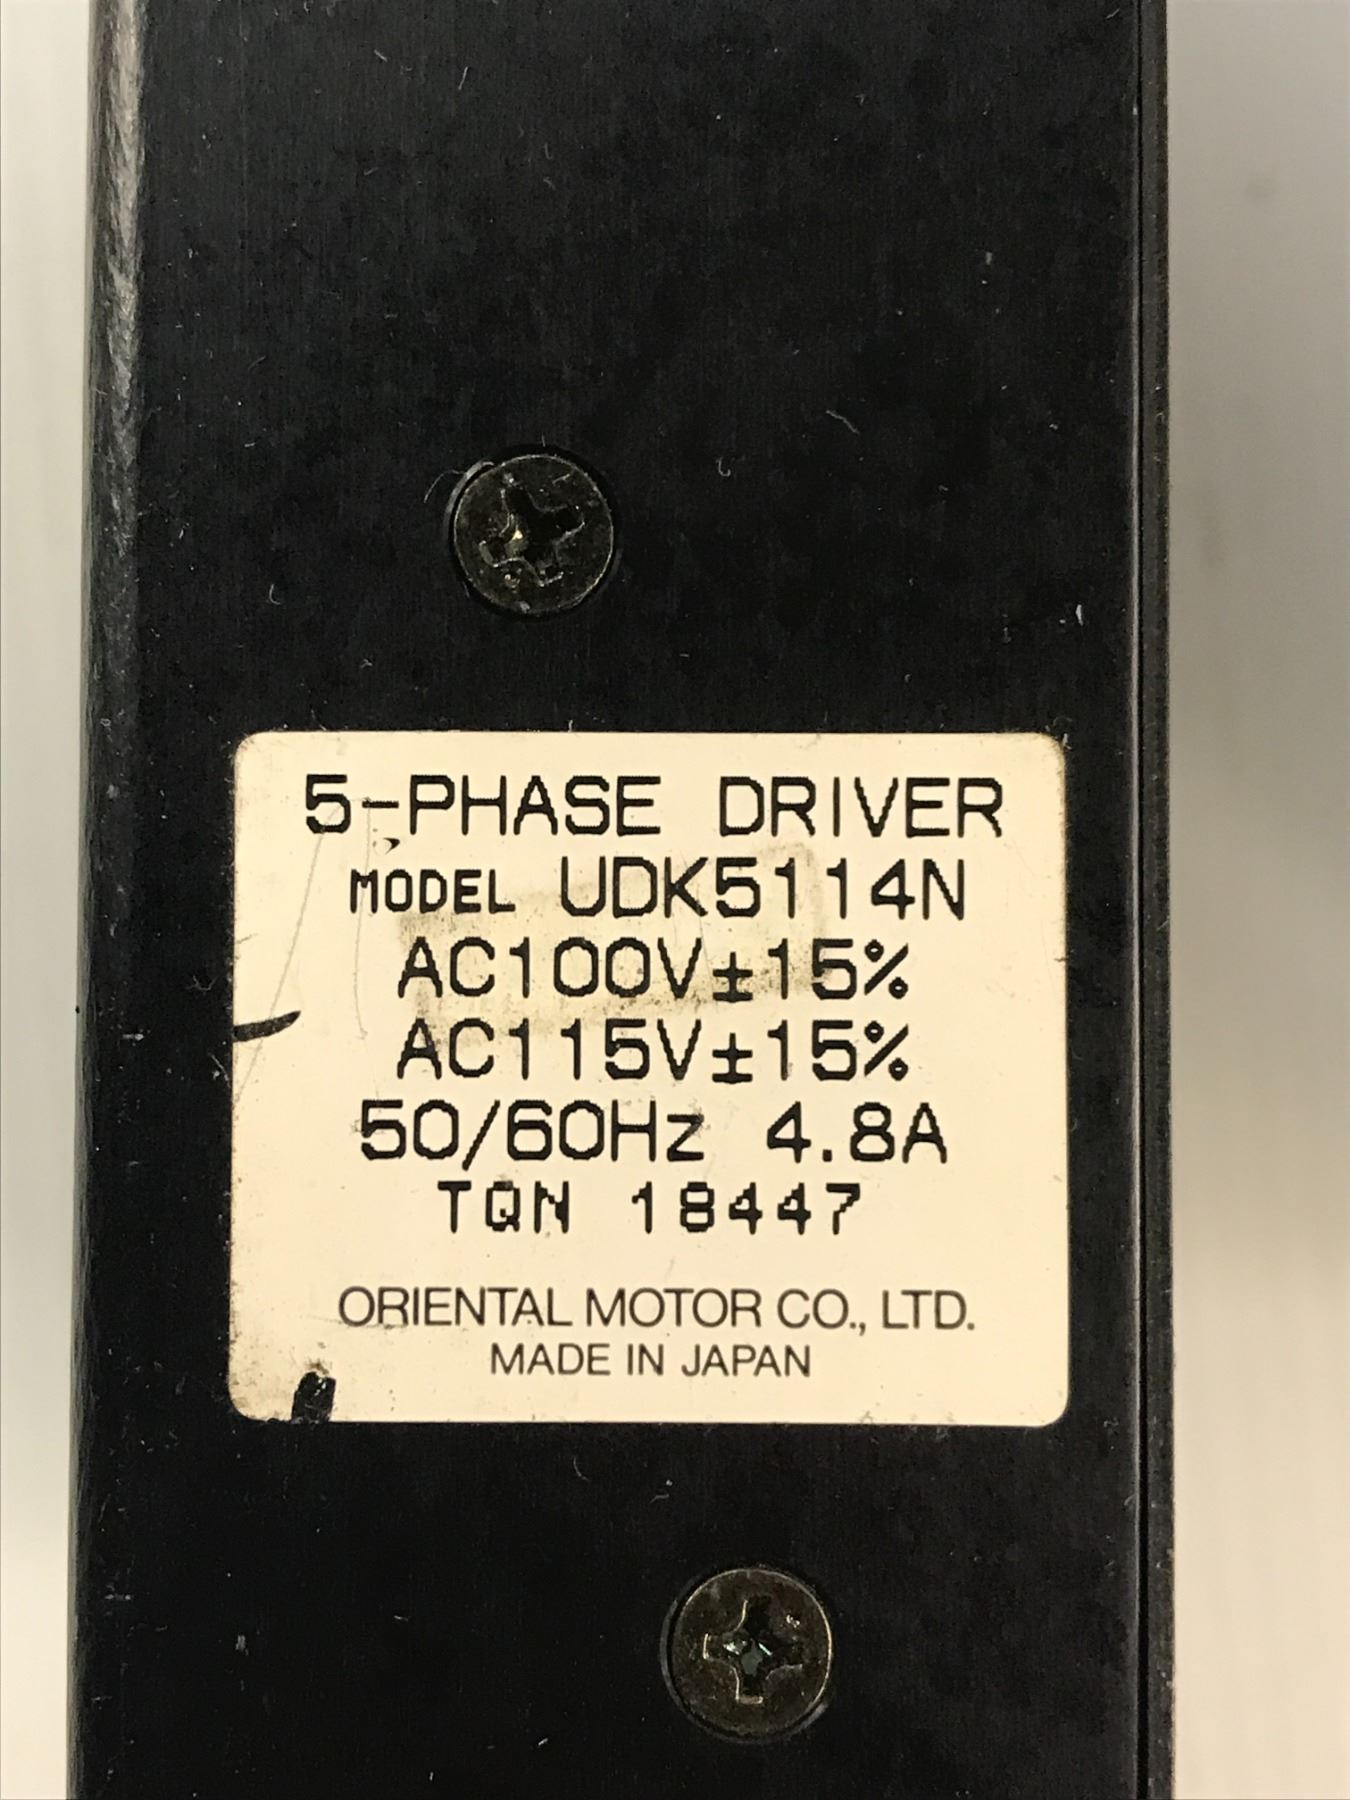 5-PHASE DRIVER
MODEL UDK5114N
AC100V±15%
AC115V±15%
50/60Hz 4.8A
TQN 18447
ORIENTAL MOTOR CO., LTD.
MADE IN JAPAN